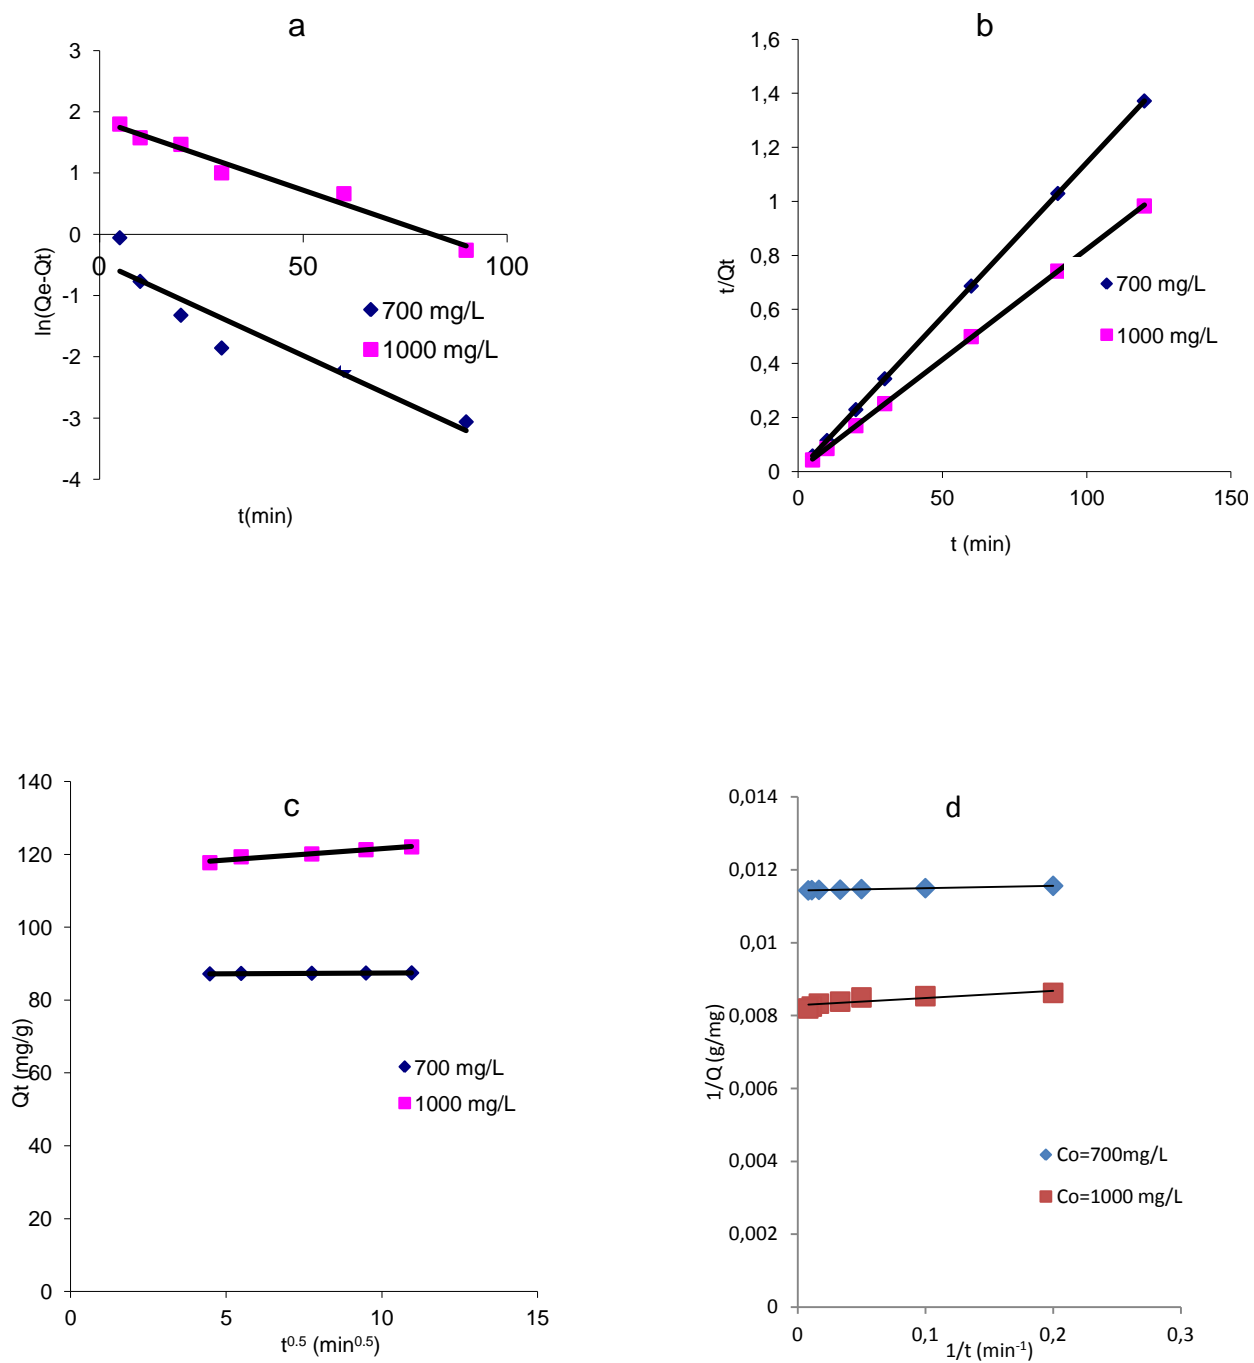 a
3
2
1
0
-1
-2
-3
-4
0
50
100
ln(Qe-Qt)
t(min)
700 mg/L
1000 mg/L
b
1,6
1,4
1,2
1
0,8
0,6
0,4
0,2
0
0
50
100
150
t/Qt
t (min)
700 mg/L
1000 mg/L
c
140
120
100
80
60
40
20
0
0
5
10
15
Qt (mg/g)
t^0.5 (min^0.5)
700 mg/L
1000 mg/L
d
0,014
0,012
0,01
0,008
0,006
0,004
0,002
0
0
0,1
0,2
0,3
1/Q (g/mg)
1/t (min⁻¹)
Co=700mg/L
Co=1000 mg/L